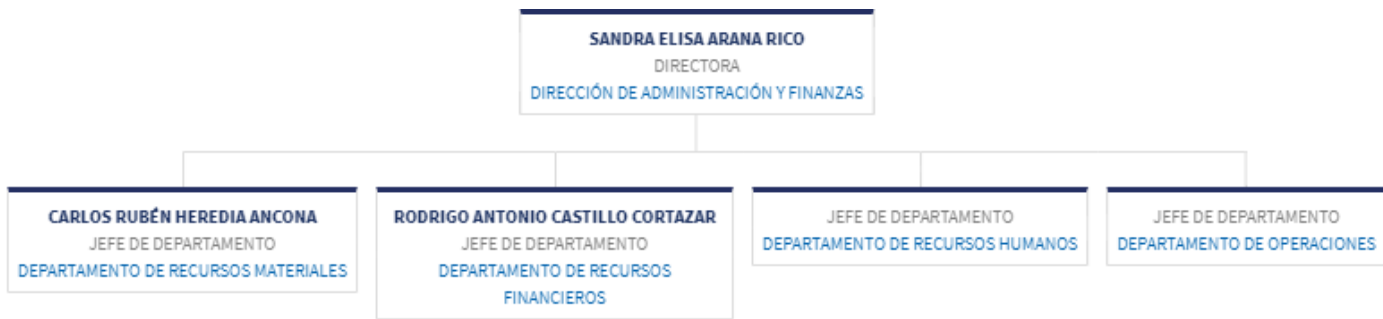 SANDRA ELISA ARANA RICO
DIRECTORA
DIRECCIÓN DE ADMINISTRACIÓN Y FINANZAS
CARLOS RUBÉN HEREDIA ANCONA
JEFE DE DEPARTAMENTO
DEPARTAMENTO DE RECURSOS MATERIALES
RODRIGO ANTONIO CASTILLO CORTAZAR
JEFE DE DEPARTAMENTO
DEPARTAMENTO DE RECURSOS
FINANCIEROS
JEFE DE DEPARTAMENTO
DEPARTAMENTO DE RECURSOS HUMANOS
JEFE DE DEPARTAMENTO
DEPARTAMENTO DE OPERACIONES